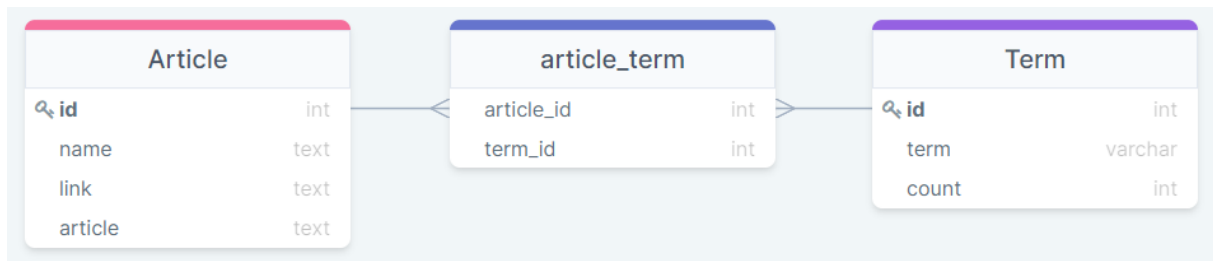 Article
id int
name text
link text
article text
article_term
article_id int
term_id int
Term
id int
term varchar
count int